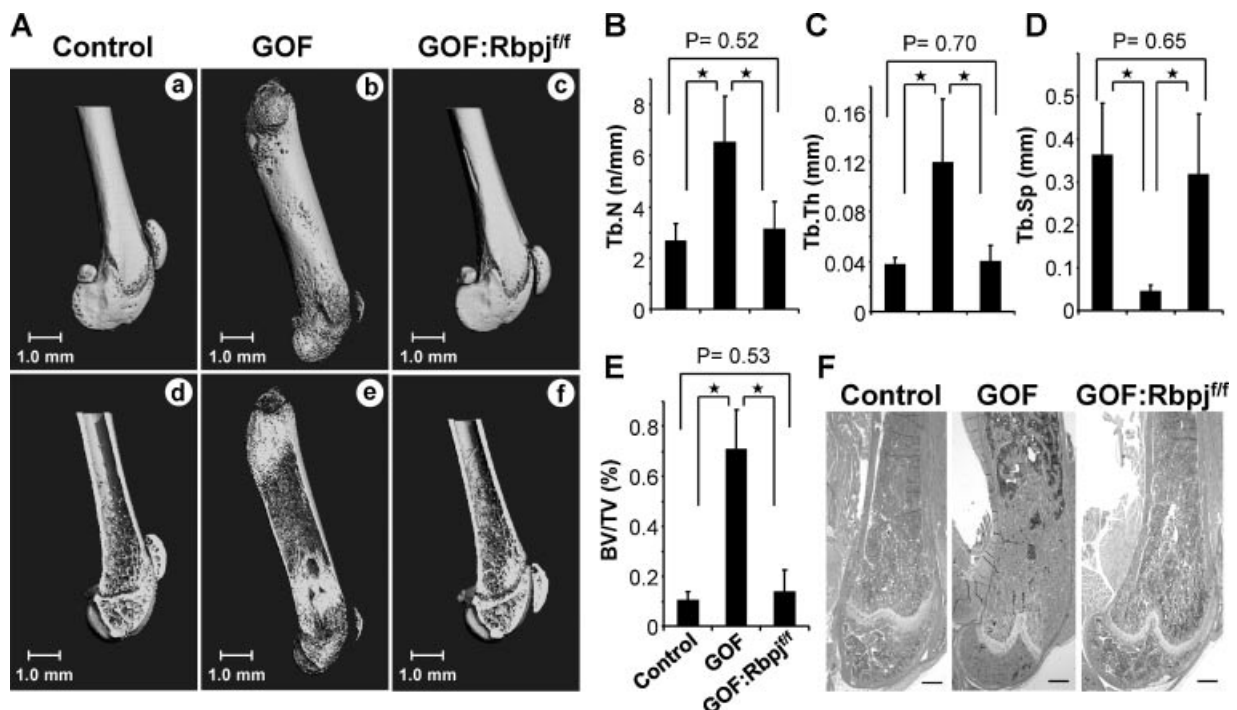 A
Control GOF GOF:Rbpjf/f
a b c
1.0 mm 1.0 mm 1.0 mm
d e f
1.0 mm 1.0 mm 1.0 mm
B
P= 0.52
★ ★
Tb.N (n/mm)
8
6
4
2
0
C
P= 0.70
★ ★
Tb.Th (mm)
0.16
0.12
0.08
0.04
0
D
P= 0.65
★ ★
Tb.Sp (mm)
0.5
0.4
0.3
0.2
0.1
0
E
P= 0.53
★ ★
BV/TV (%)
0.8
0.6
0.4
0.2
0
Control
GOF
GOF:Rbpjf/f
F
Control GOF GOF:Rbpjf/f